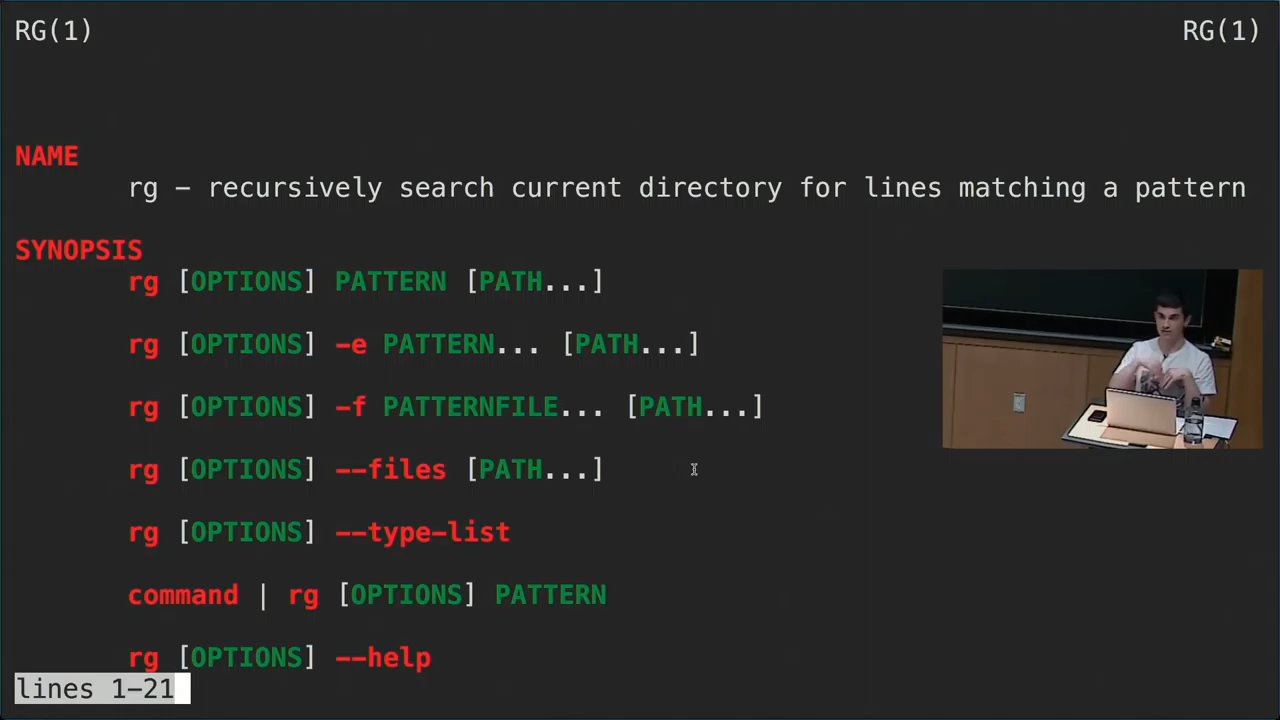 RG(1) RG(1)
NAME
rg – recursively search current directory for lines matching a pattern
SYNOPSIS
rg [OPTIONS] PATTERN [PATH...]
rg [OPTIONS] -e PATTERN... [PATH...]
rg [OPTIONS] -f PATTERNFILE... [PATH...]
rg [OPTIONS] --files [PATH...]
rg [OPTIONS] --type-list
command | rg [OPTIONS] PATTERN
rg [OPTIONS] --help
lines 1-21